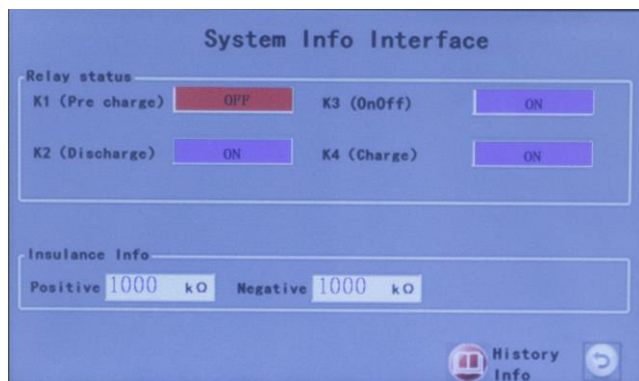 System Info Interface
Relay status
K1 (Pre charge) OFF K3 (OnOff) ON
K2 (Discharge) ON K4 (Charge) ON
Insulance Info
Positive 1000 kΩ Negative 1000 kΩ
History
Info